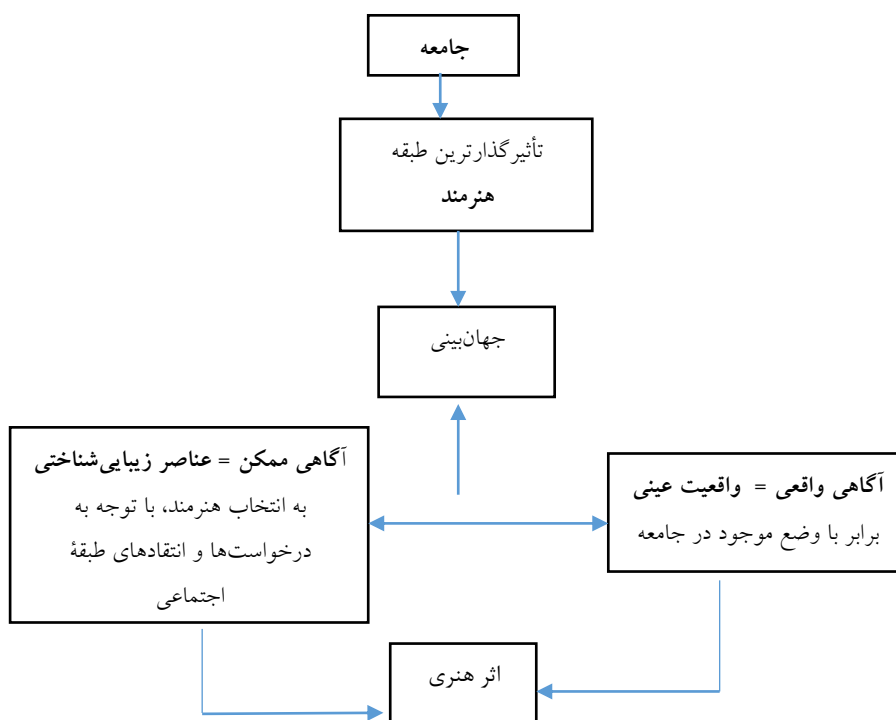 جامعه
تأثیرگذارترین طبقه
هنرمند
جهان‌بینی
آگاهی واقعی = واقعیت عینی
برابر با وضع موجود در جامعه
آگاهی ممکن = عناصر زیبایی‌شناختی
به انتخاب هنرمند، با توجه به
درخواست‌ها و انتقادهای طبقهٔ
اجتماعی
اثر هنری